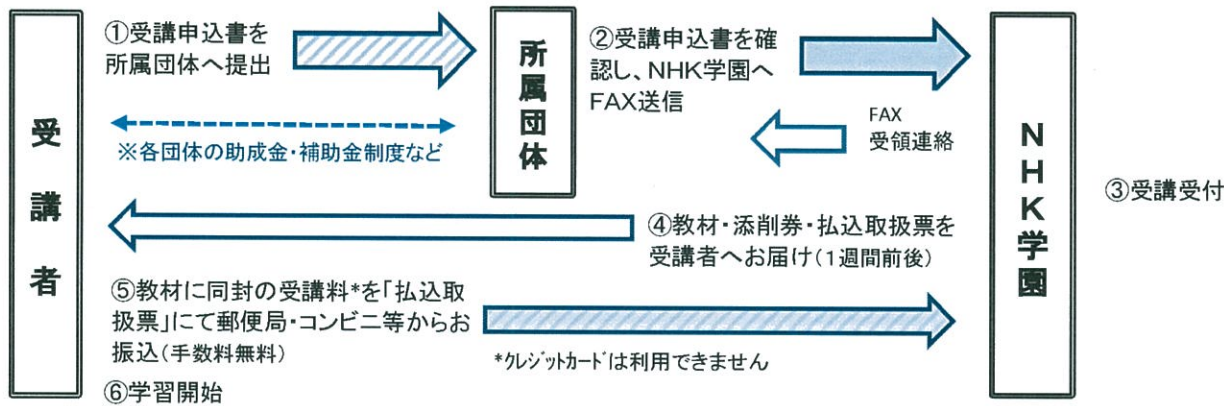 受講者
①受講申込書を
所属団体へ提出
※各団体の助成金・補助金制度など
所属団体
②受講申込書を確
認し、NHK学園へ
FAX送信
FAX
受領連絡
NHK学園
③受講受付
④教材・添削券・払込取扱票を
受講者へお届け(1週間前後)
⑤教材に同封の受講料*を「払込取
扱票」にて郵便局・コンビニ等からお
振込(手数料無料)
*クレジットカードは利用できません
⑥学習開始